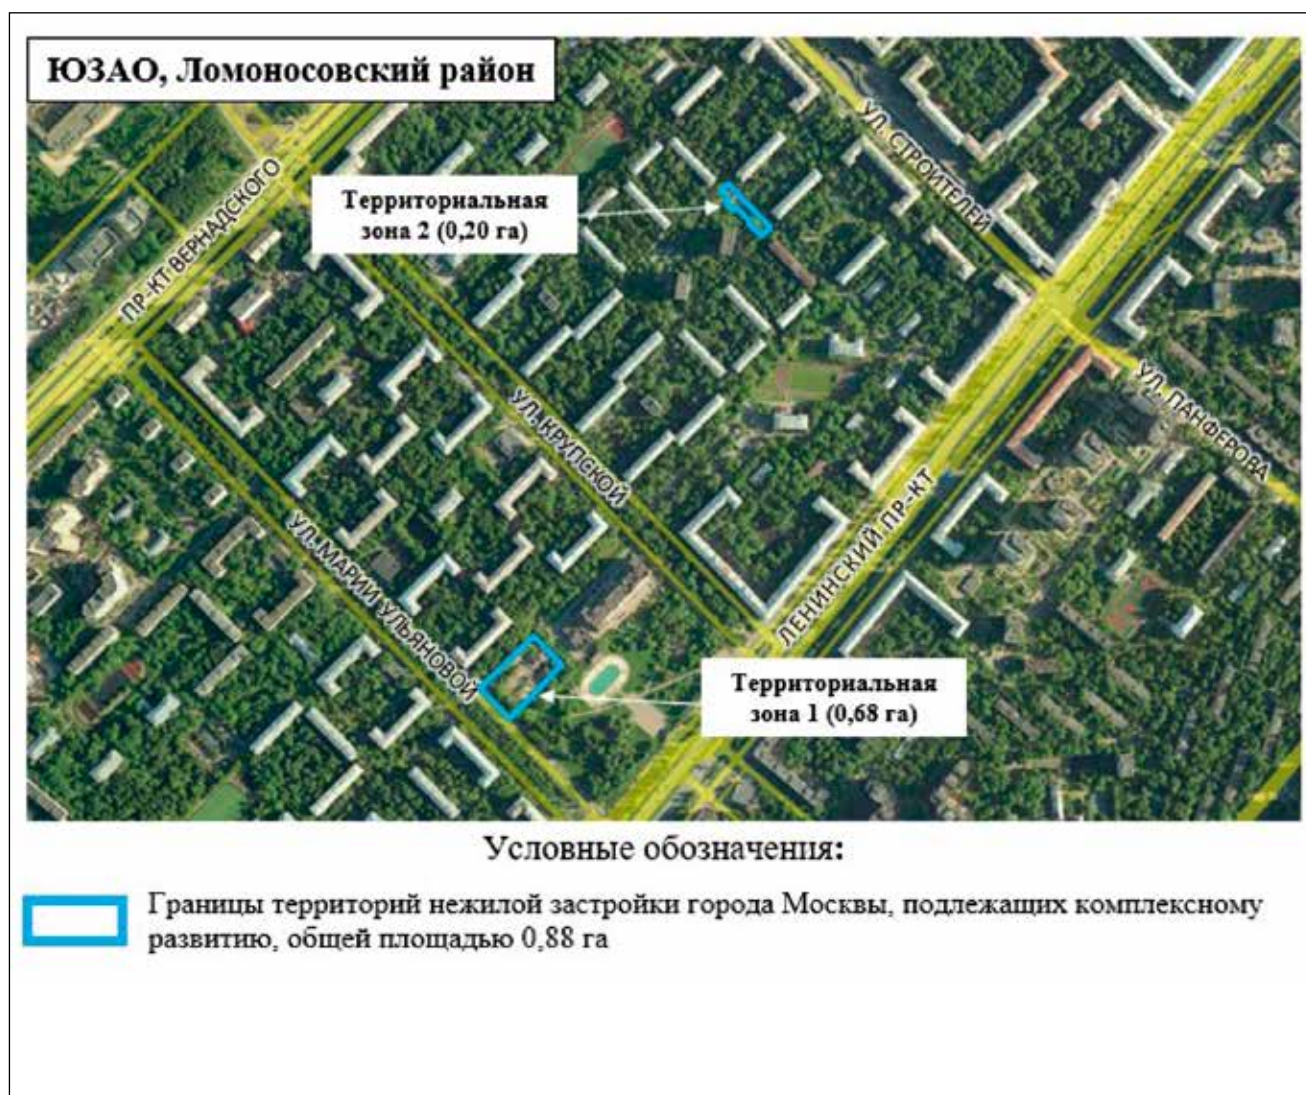 ЮЗАО, Ломоносовский район
УЛ. СТРОИТЕЛЕЙ
ПР-КТ ВЕРНАДСКОГО
Территориальная
зона 2 (0,20 га)
УЛ. ПАНФЕРОВА
УЛ. КРУПСКОЙ
ЛЕНИНСКИЙ ПР-КТ
УЛ. МАРИИ УЛЬЯНОВОЙ
Территориальная
зона 1 (0,68 га)
Условные обозначения:
Границы территорий нежилой застройки города Москвы, подлежащих комплексному
развитию, общей площадью 0,88 га